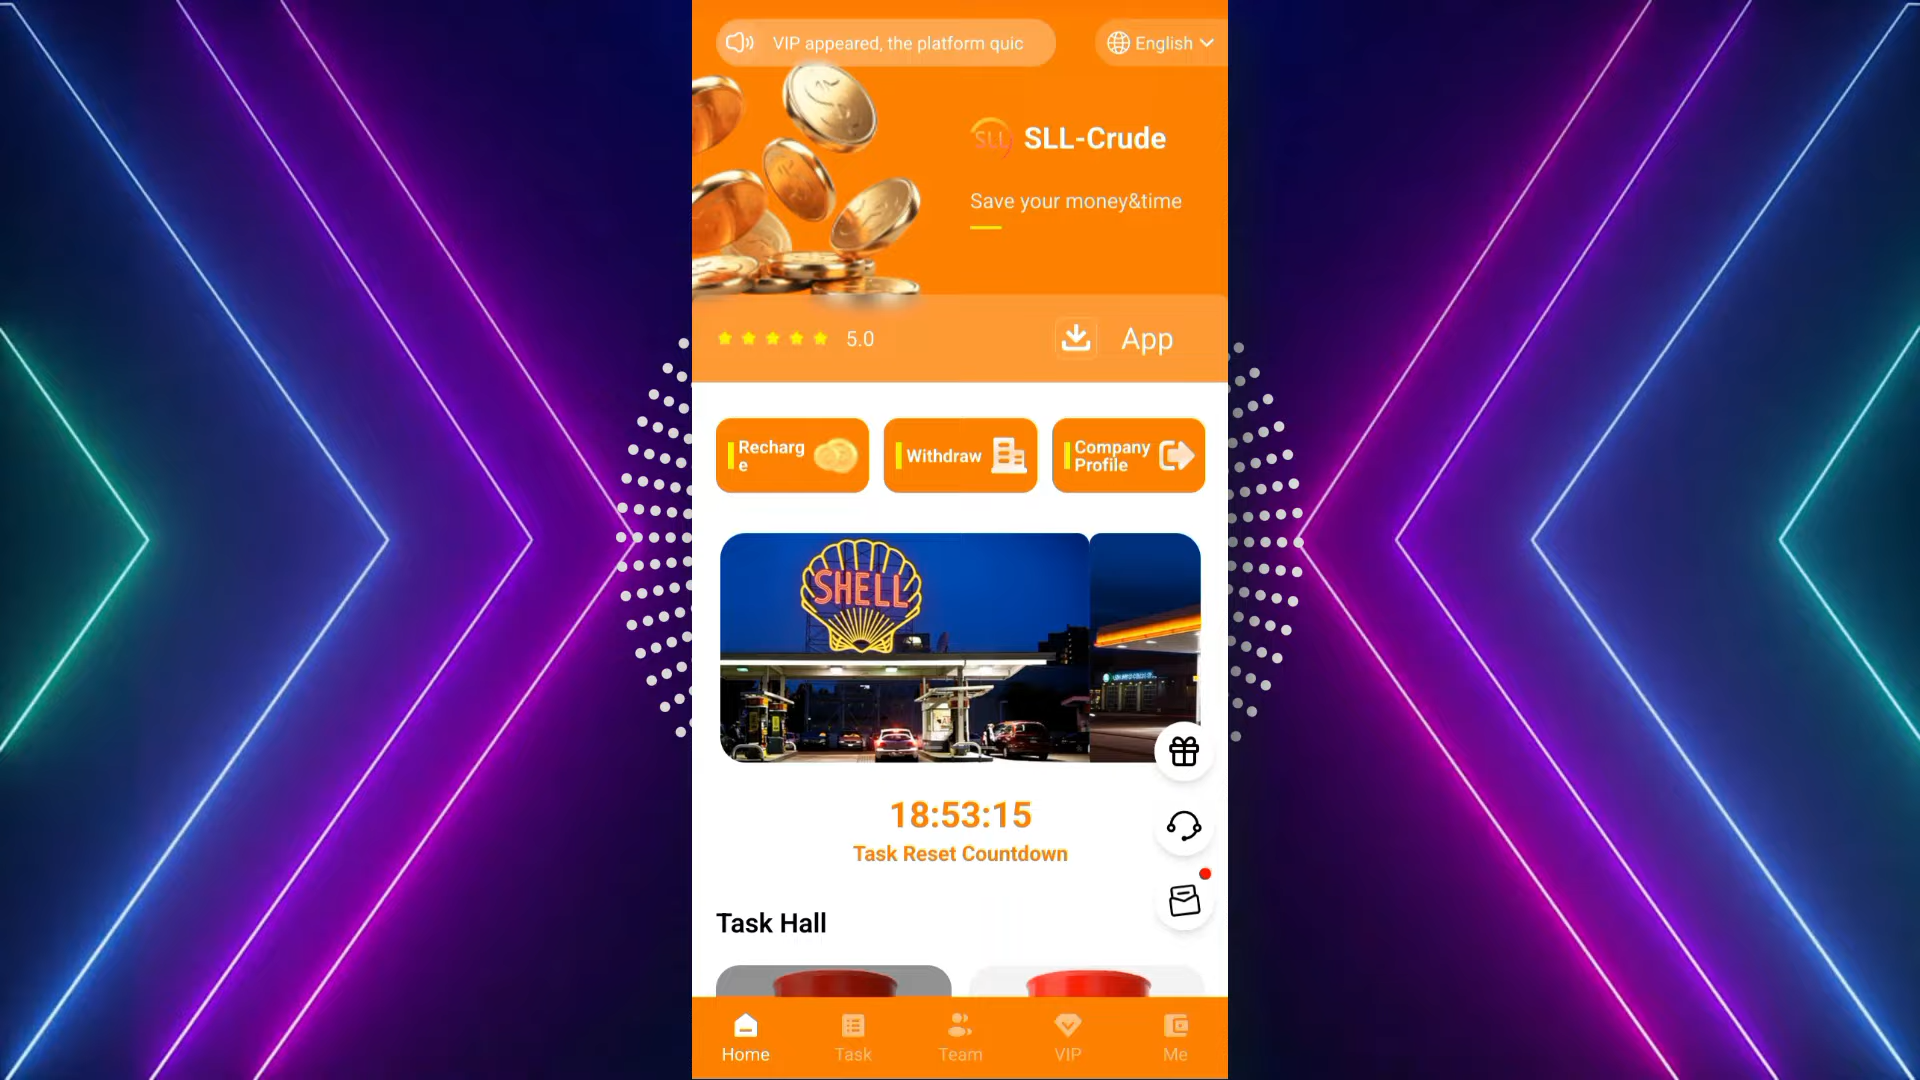 VIP appeared, the platform quic
English
SLL
SLL-Crude
Save your money&time
5.0
App
Recharg
e
Withdraw
Company
Profile
SHELL
18:53:15
Task Reset Countdown
Task Hall
Home
Task
Team
VIP
Me